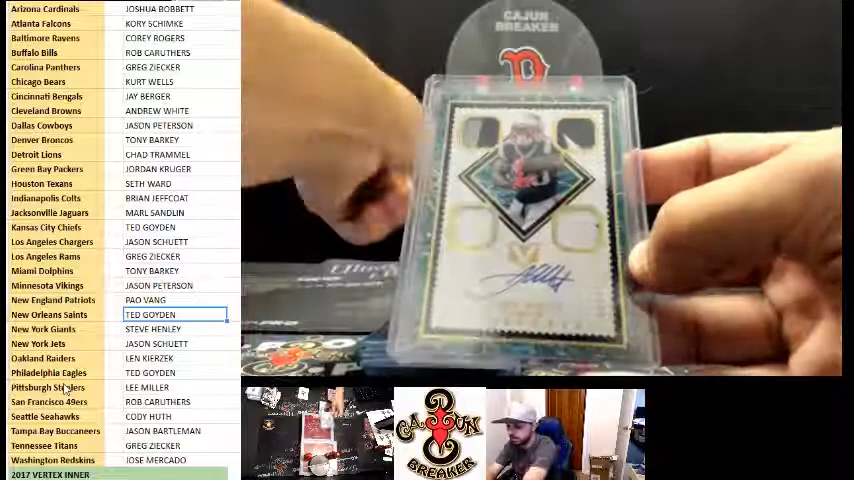 Arizona Cardinals JOSHUA BOBBETT
Atlanta Falcons KORY SCHIMKE
Baltimore Ravens COREY ROGERS
Buffalo Bills ROB CARUTHERS
Carolina Panthers GREG ZIECKER
Chicago Bears KURT WELLS
Cincinnati Bengals JAY BERGER
Cleveland Browns ANDREW WHITE
Dallas Cowboys JASON PETERSON
Denver Broncos TONY BARKEY
Detroit Lions CHAD TRAMMEL
Green Bay Packers JORDAN KRUGER
Houston Texans SETH WARD
Indianapolis Colts BRIAN JEFFCOAT
Jacksonville Jaguars MARL SANDLIN
Kansas City Chiefs TED GOYDEN
Los Angeles Chargers JASON SCHUETT
Los Angeles Rams GREG ZIECKER
Miami Dolphins TONY BARKEY
Minnesota Vikings JASON PETERSON
New England Patriots PAO VANG
New Orleans Saints TED GOYDEN
New York Giants STEVE HENLEY
New York Jets JASON SCHUETT
Oakland Raiders LEN KIERZEK
Philadelphia Eagles TED GOYDEN
Pittsburgh Steelers LEE MILLER
San Francisco 49ers ROB CARUTHERS
Seattle Seahawks CODY HUTH
Tampa Bay Buccaneers JASON BARTLEMAN
Tennessee Titans GREG ZIECKER
Washington Redskins JOSE MERCADO
2017 VERTEX INNER
CAJUN
BREAKER
CAJUN
BREAKER